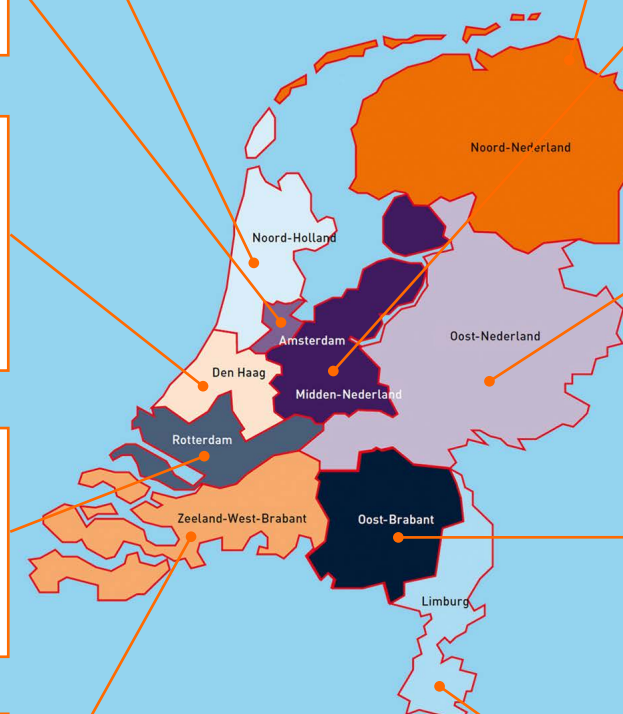 Noord-Nederland
Noord-Holland
Oost-Nederland
Amsterdam
Den Haag
Midden-Nederland
Rotterdam
Zeeland-West-Brabant
Oost-Brabant
Limburg